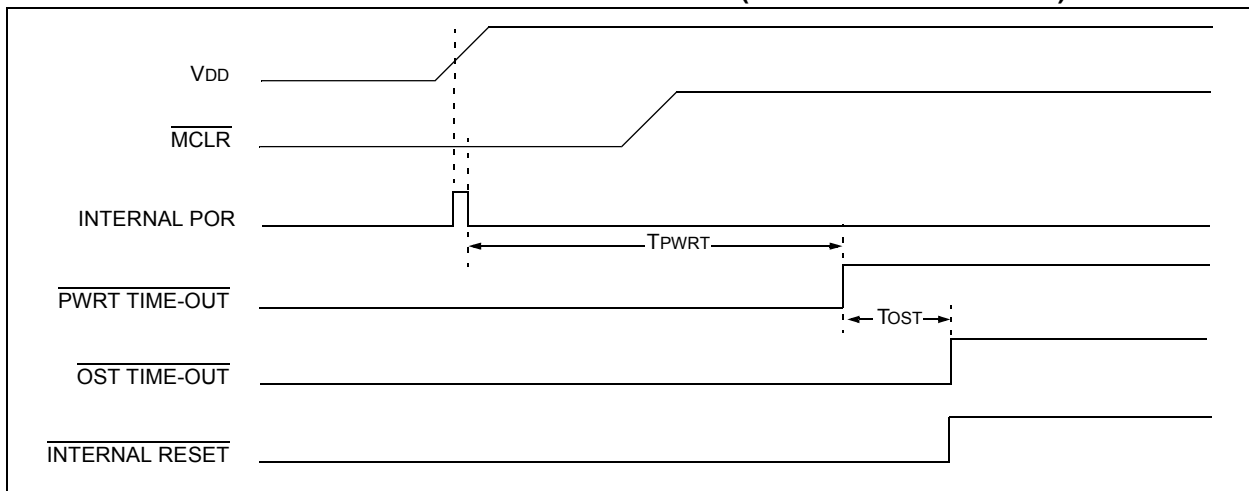 VDD
MCLR
INTERNAL POR
TPWRT
PWRT TIME-OUT
TOST
OST TIME-OUT
INTERNAL RESET